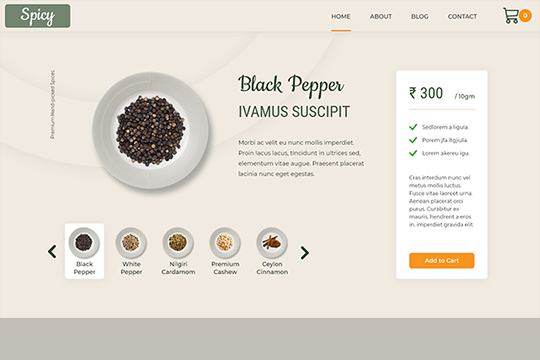 Spicy
HOME
ABOUT
BLOG
CONTACT
0
Premium Hand-picked Spices
Black Pepper
IVAMUS SUSCIPIT
Morbi ac velit eu nunc mollis imperdiet.
Proin lacus lacus, tincidunt in ultrices sed,
elementum vitae augue. Praesent placerat
lacinia nunc eget egestas.
₹ 300 / 10gm
Sedforem a ligula.
Porem jfa ltgjiula.
Lorem akereu igu.
Cras interdum nunc vel
metus mollis luctus.
Fusce vitae laoreet urna.
Aenean placerat orci
purus. Curabitur ex
mauris, hendrerit a eros
in, imperdiet gravida elit.
Add to Cart
Black
Pepper
White
Pepper
Nilgiri
Cardamom
Premium
Cashew
Ceylon
Cinnamon